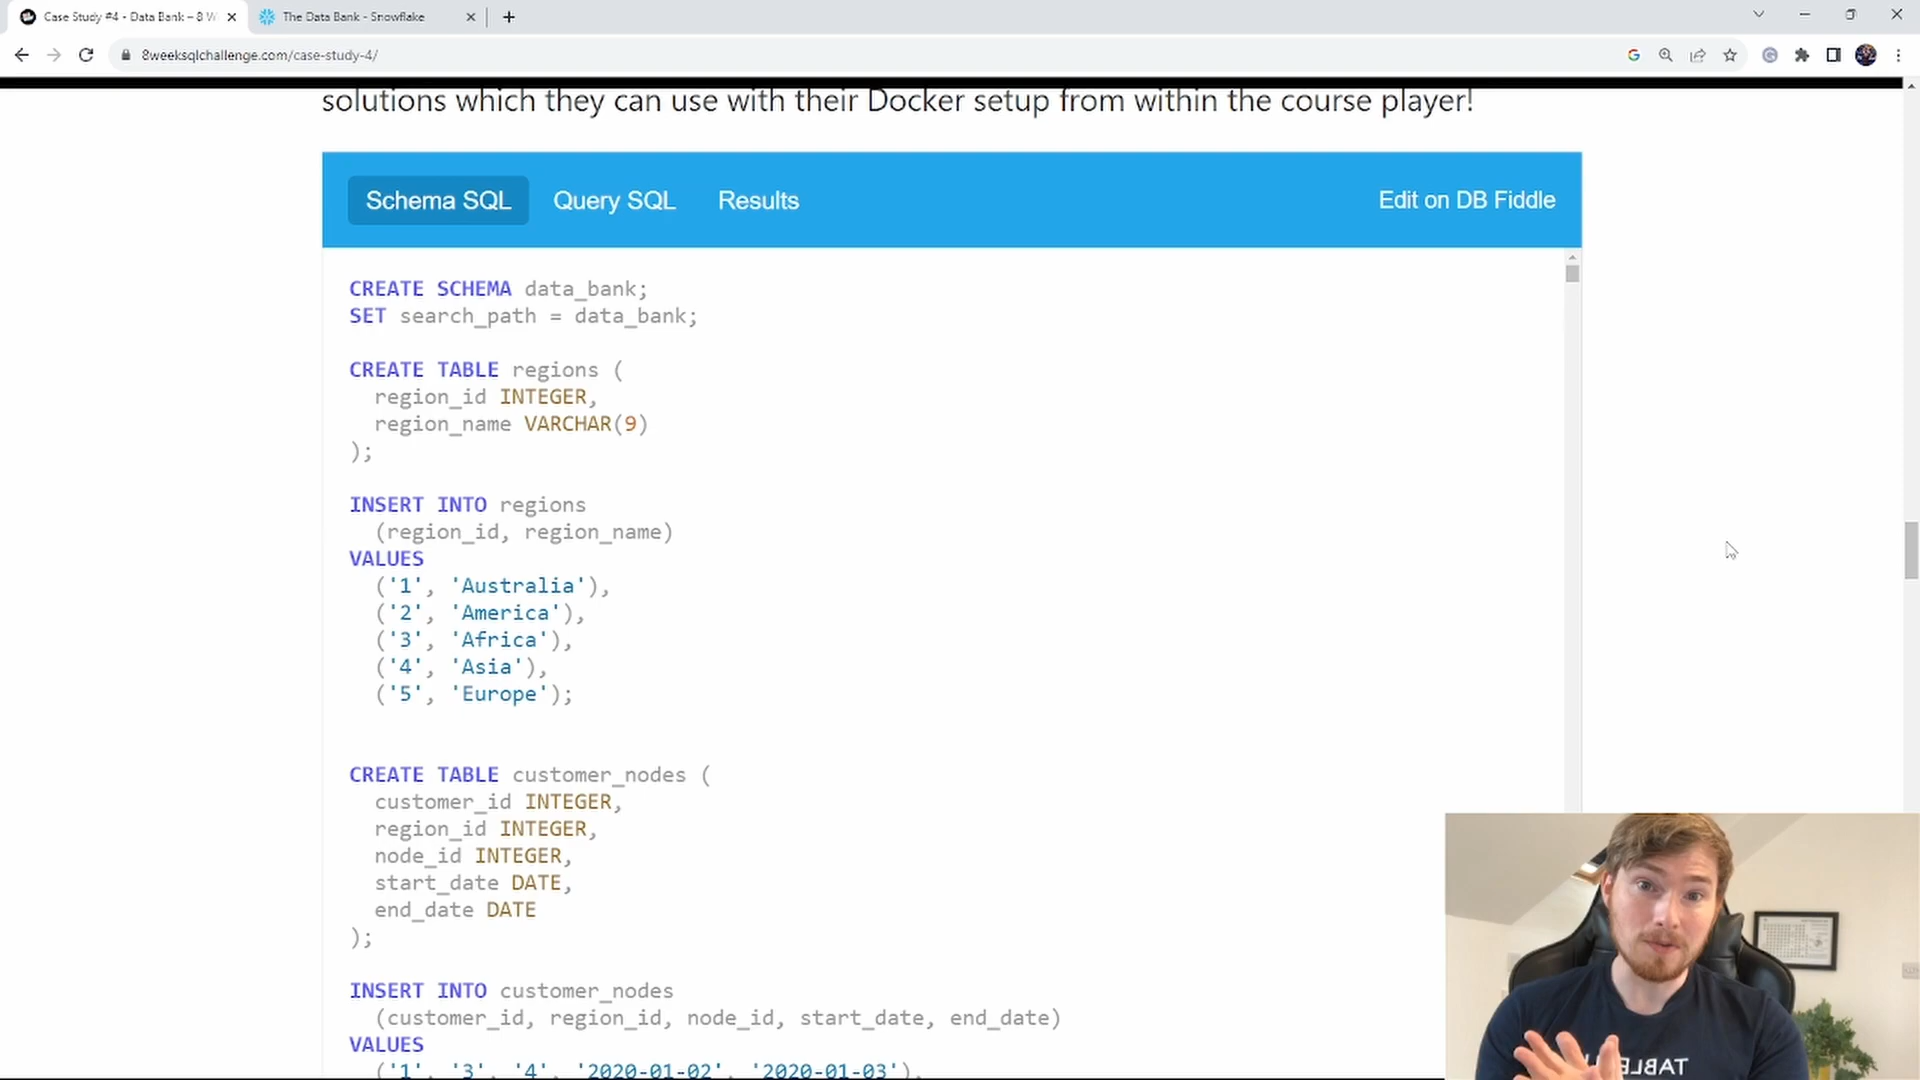 Case Study #4 - Data Bank – 8 W
The Data Bank - Snowflake
8weeksqlchallenge.com/case-study-4/
solutions which they can use with their Docker setup from within the course player!
Schema SQL
Query SQL
Results
Edit on DB Fiddle
CREATE SCHEMA data_bank;
SET search_path = data_bank;
CREATE TABLE regions (
region_id INTEGER,
region_name VARCHAR(9)
);
INSERT INTO regions
(region_id, region_name)
VALUES
('1', 'Australia'),
('2', 'America'),
('3', 'Africa'),
('4', 'Asia'),
('5', 'Europe');
CREATE TABLE customer_nodes (
customer_id INTEGER,
region_id INTEGER,
node_id INTEGER,
start_date DATE,
end_date DATE
);
INSERT INTO customer_nodes
(customer_id, region_id, node_id, start_date, end_date)
VALUES
('1', '3', '4', '2020-01-02', '2020-01-03'),